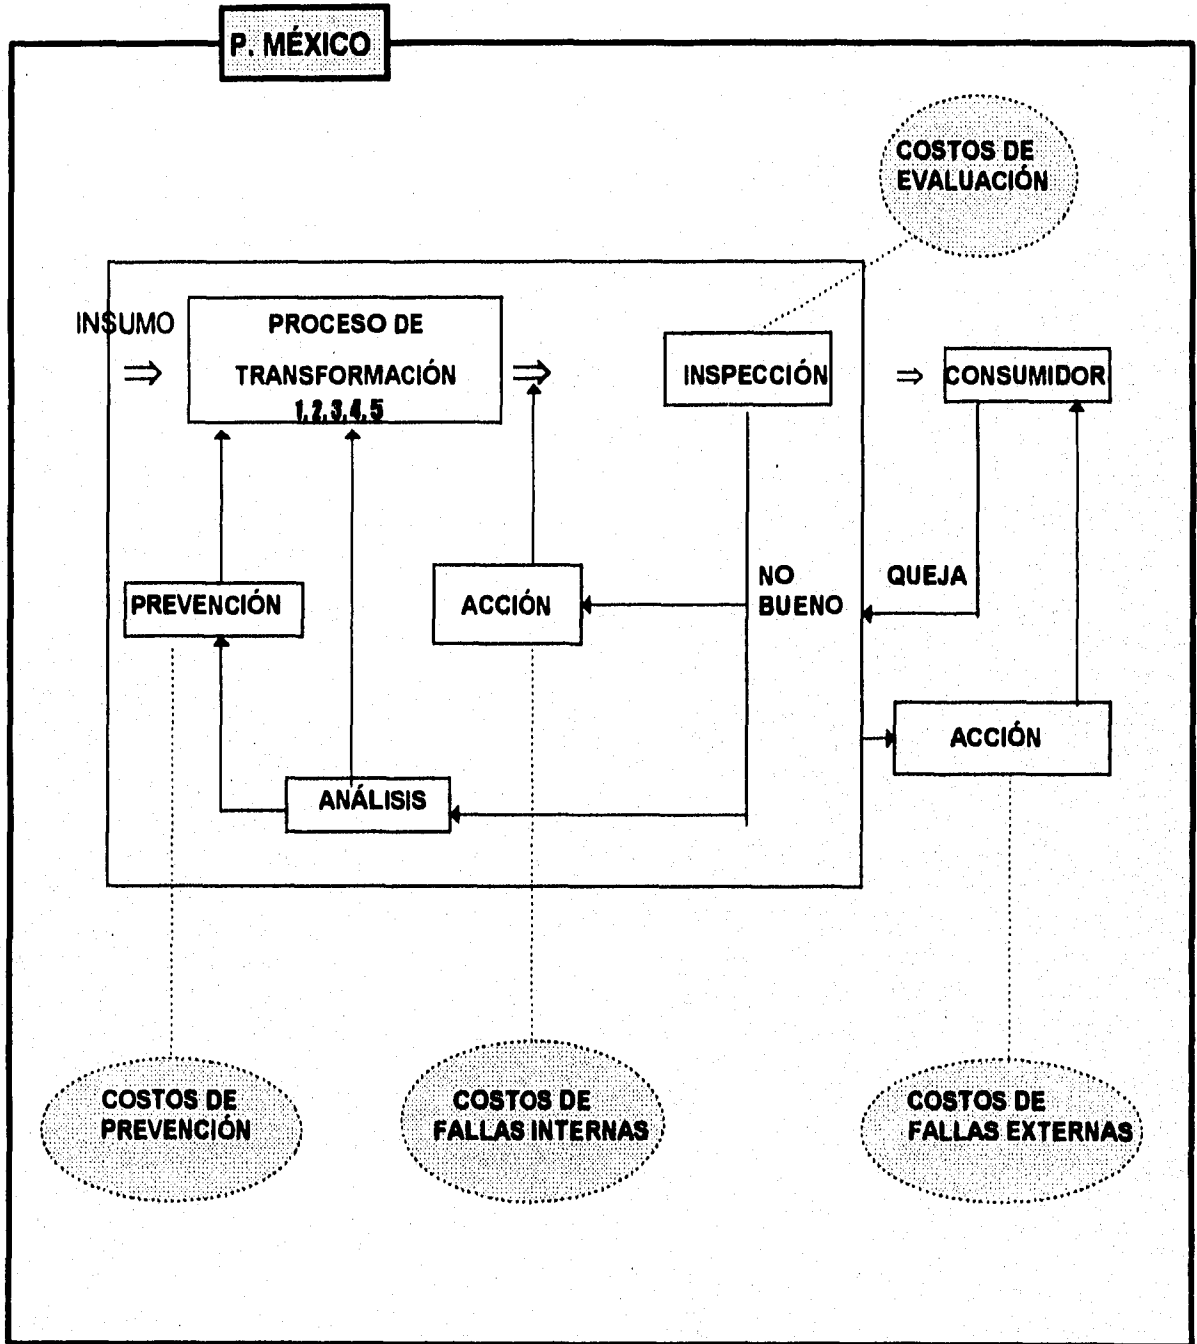 P. MÉXICO
COSTOS DE
EVALUACIÓN
INSUMO
PROCESO DE
TRANSFORMACIÓN
1, 2, 3, 4, 5
INSPECCIÓN
CONSUMIDOR
PREVENCIÓN
ACCIÓN
NO
BUENO
QUEJA
ACCIÓN
ANÁLISIS
COSTOS DE
PREVENCIÓN
COSTOS DE
FALLAS INTERNAS
COSTOS DE
FALLAS EXTERNAS